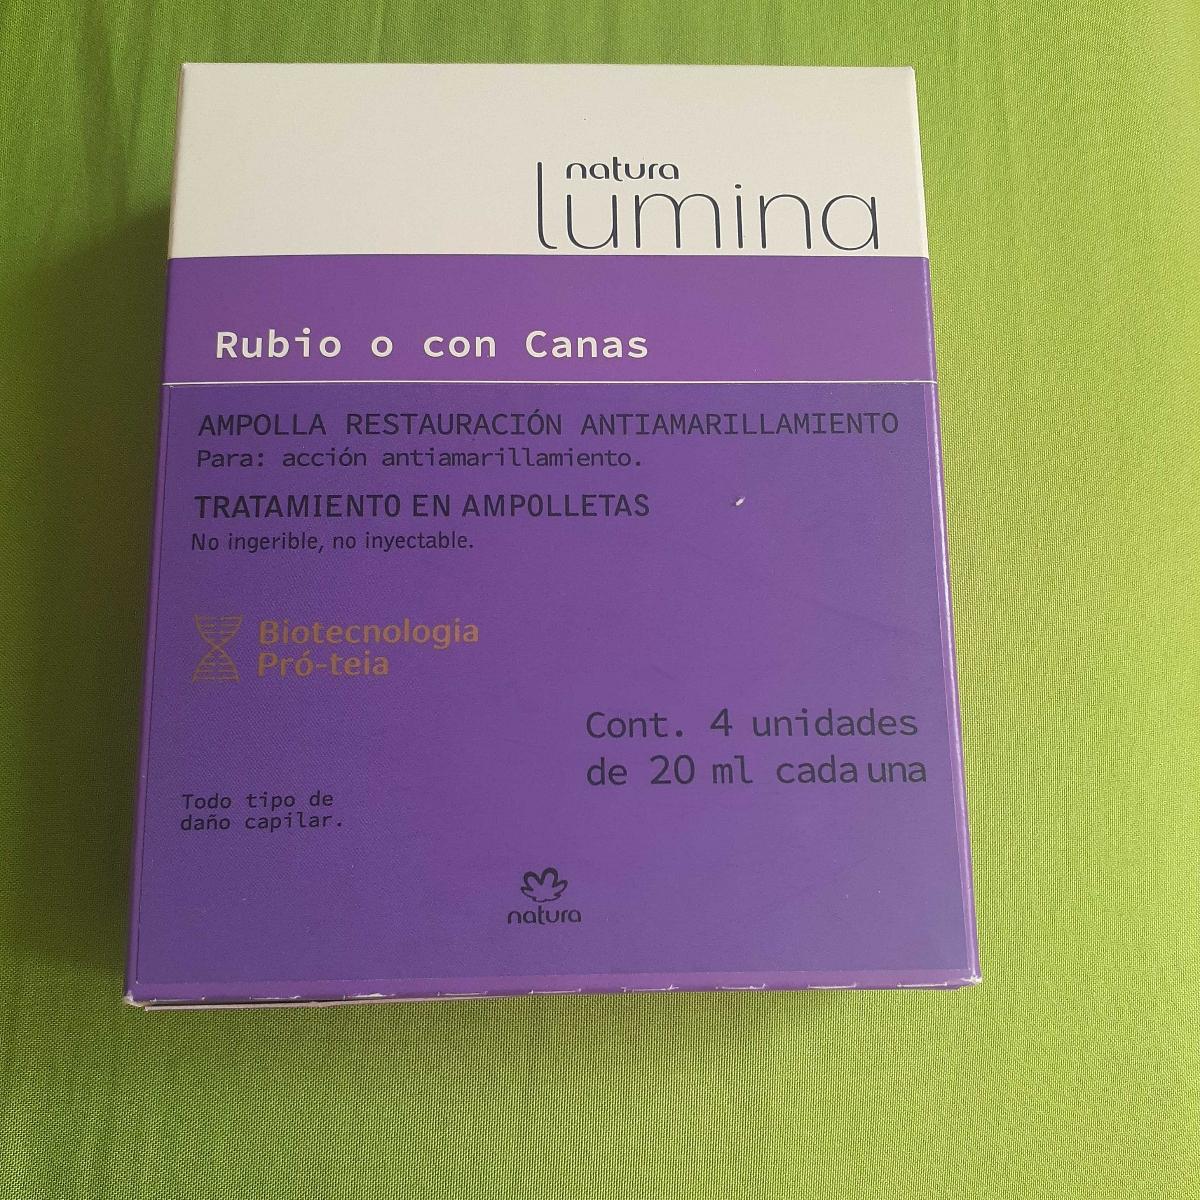 natura
lumina
Rubio o con Canas
AMPOLLA RESTAURACIÓN ANTIAMARILLAMIENTO
Para: acción antiamarillamiento.
TRATAMIENTO EN AMPOLLETAS
No ingerible, no inyectable.
Biotecnologia
Pró-teia
Cont. 4 unidades
de 20 ml cada una
Todo tipo de
daño capilar.
natura